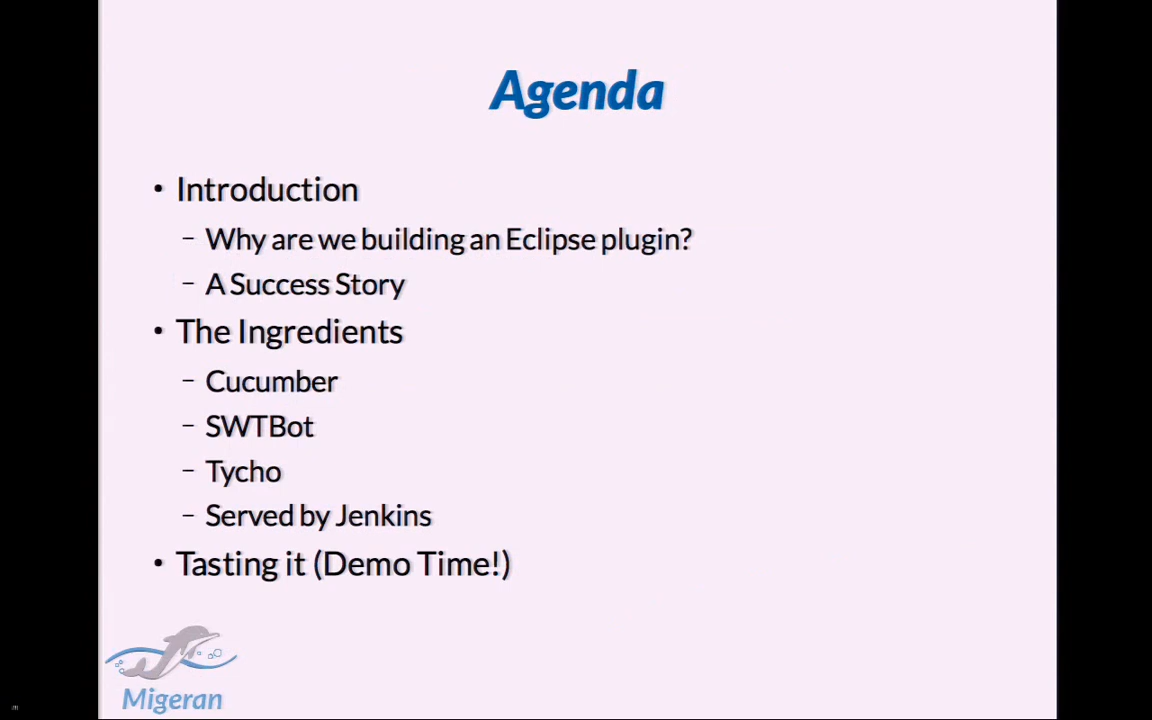 Agenda
• Introduction
– Why are we building an Eclipse plugin?
– A Success Story
• The Ingredients
– Cucumber
– SWTBot
– Tycho
– Served by Jenkins
• Tasting it (Demo Time!)
Migeran